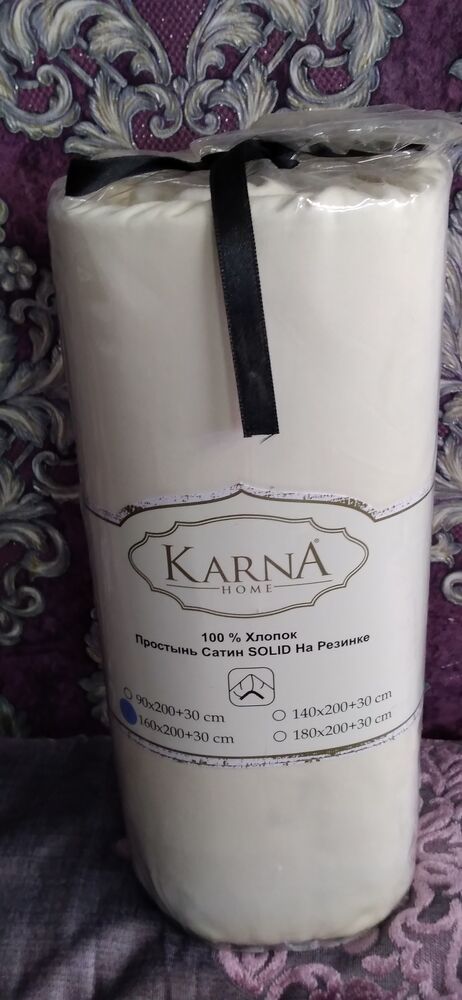 KARNA
HOME
100 % Хлопок
Простынь Сатин SOLID На Резинке
90x200+30 cm
140x200+30 cm
160x200+30 cm
180x200+30 cm